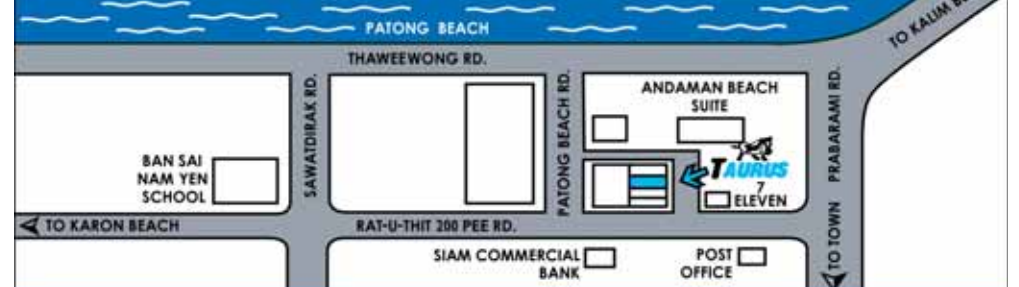 PATONG BEACH
TO KALIM BE
THAWEEWONG RD.
SAWATDIRAK RD.
PATONG BEACH RD.
ANDAMAN BEACH
SUITE
PRABARAMI RD.
BAN SAI
NAM YEN
SCHOOL
TAURUS
7
ELEVEN
TO KARON BEACH
RAT-U-THIT 200 PEE RD.
TO TOWN
SIAM COMMERCIAL
BANK
POST
OFFICE